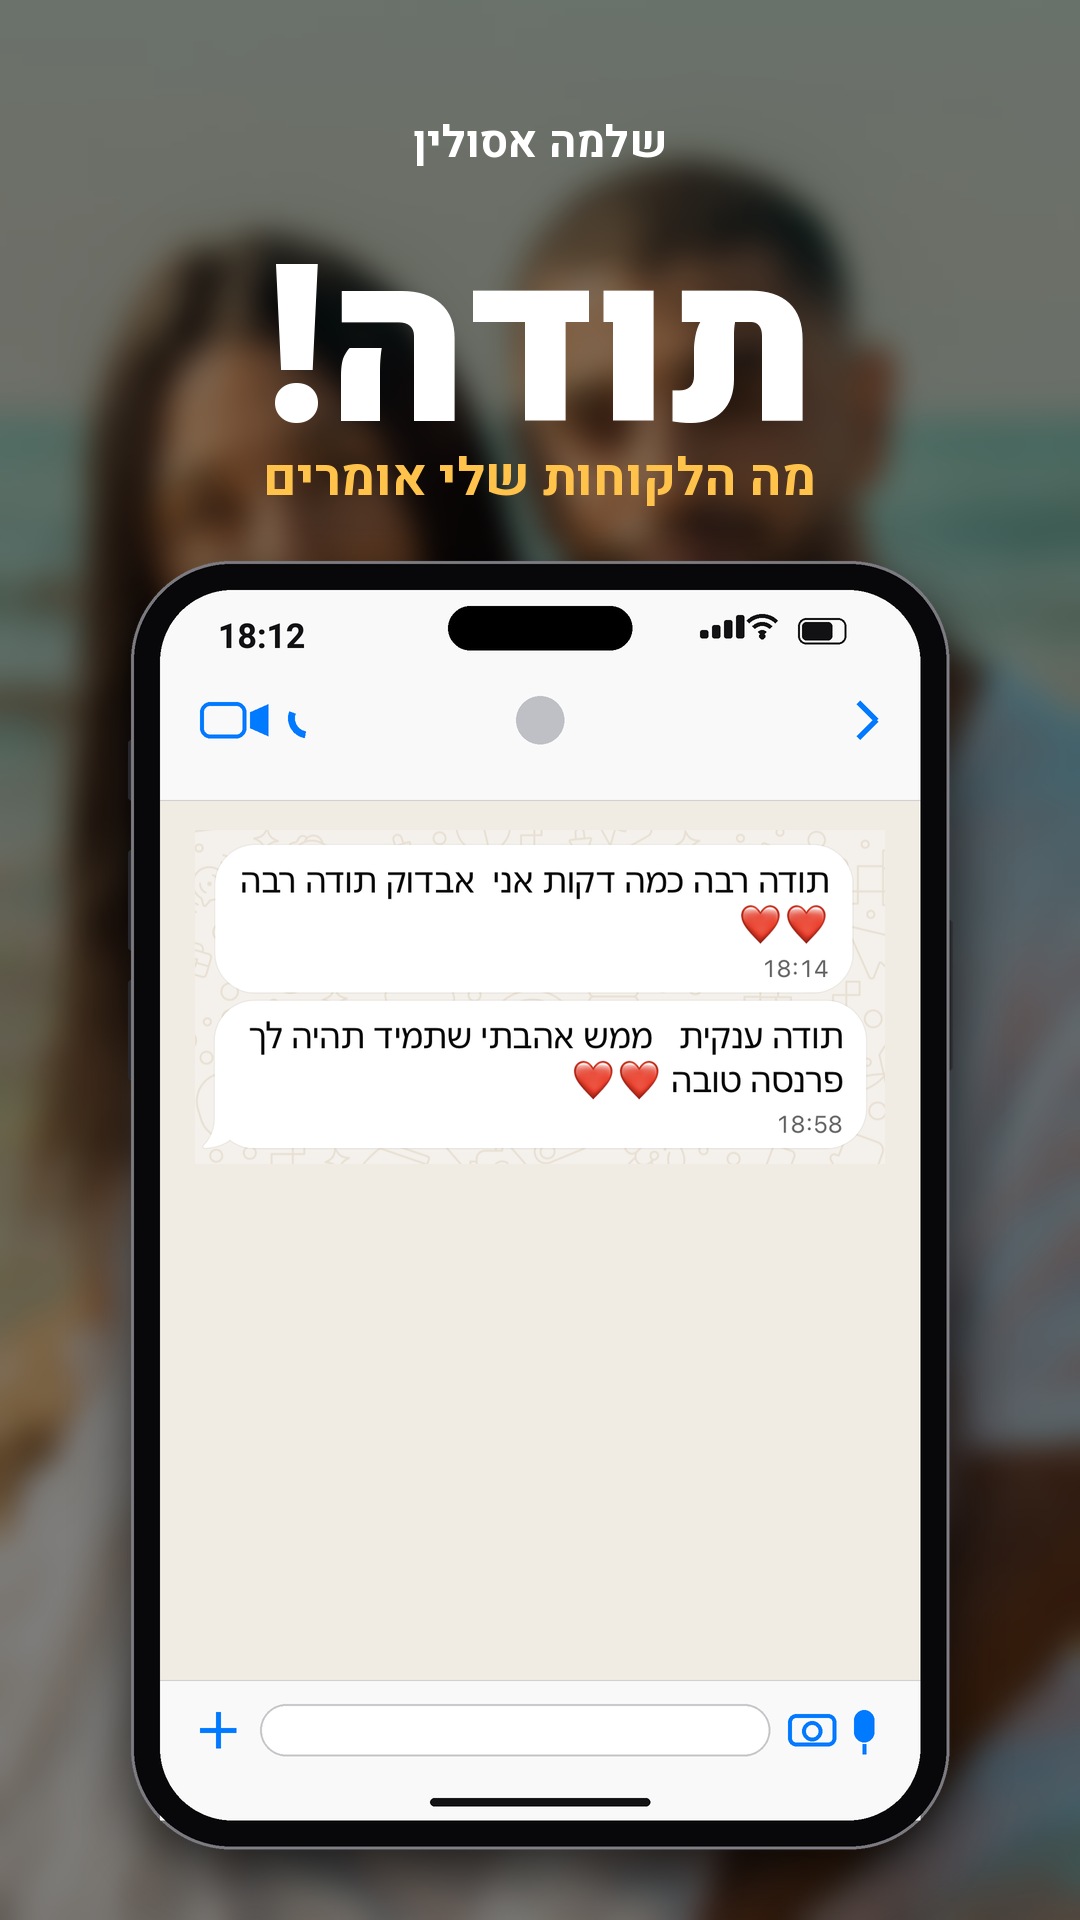 שלמה אסולין
תודה!
מה הלקוחות שלי אומרים
18:12
תודה רבה כמה דקות אני אבדוק תודה רבה
❤️❤️
18:14
תודה ענקית ממש אהבתי שתמיד תהיה לך
פרנסה טובה ❤️❤️
18:58